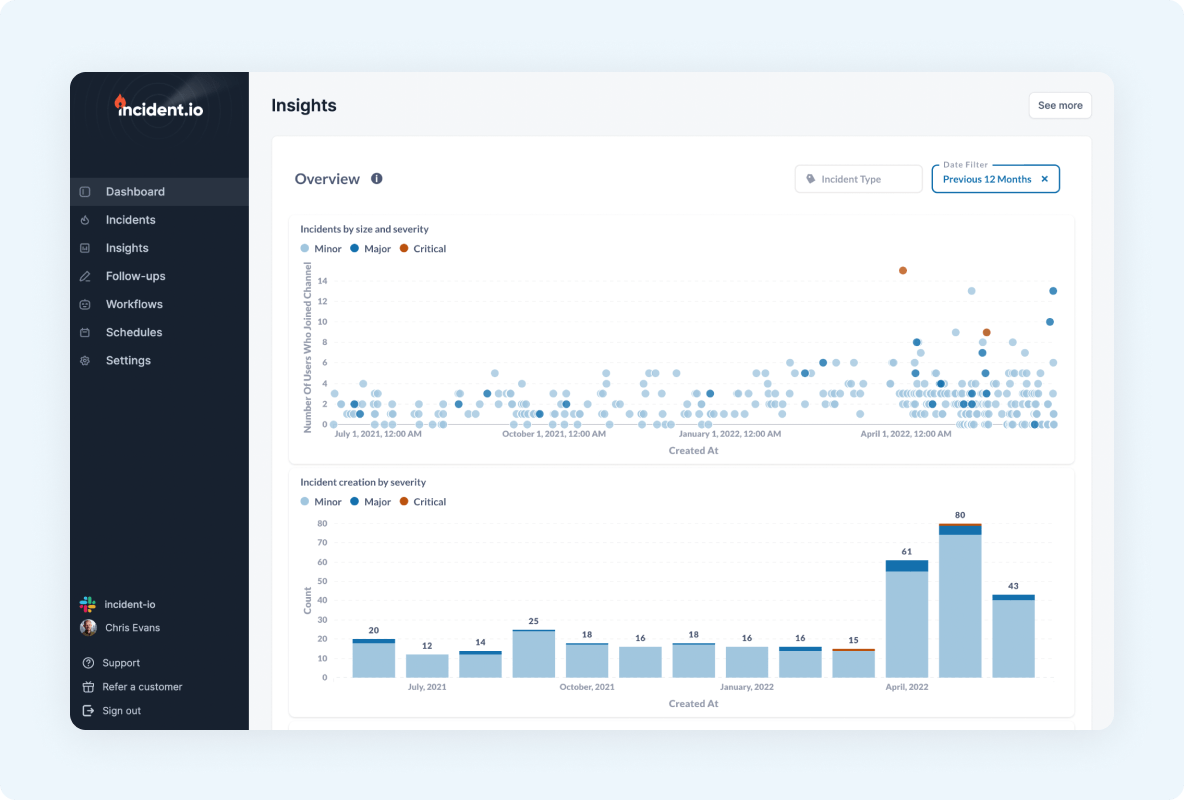 incident.io
Dashboard
Incidents
Insights
Follow-ups
Workflows
Schedules
Settings
incident-io
Chris Evans
Support
Refer a customer
Sign out
Insights
See more
Overview
Incident Type
Date Filter
Previous 12 Months
Incidents by size and severity
Minor Major Critical
Number Of Users Who Joined Channel
14
12
10
8
6
4
2
0
July 1, 2021, 12:00 AM October 1, 2021, 12:00 AM January 1, 2022, 12:00 AM April 1, 2022, 12:00 AM
Created At
Incident creation by severity
Minor Major Critical
Count
80
70
60
50
40
30
20
10
0
20 12 14 25 18 16 18 16 16 15 61 80 43
July, 2021 October, 2021 January, 2022 April, 2022
Created At